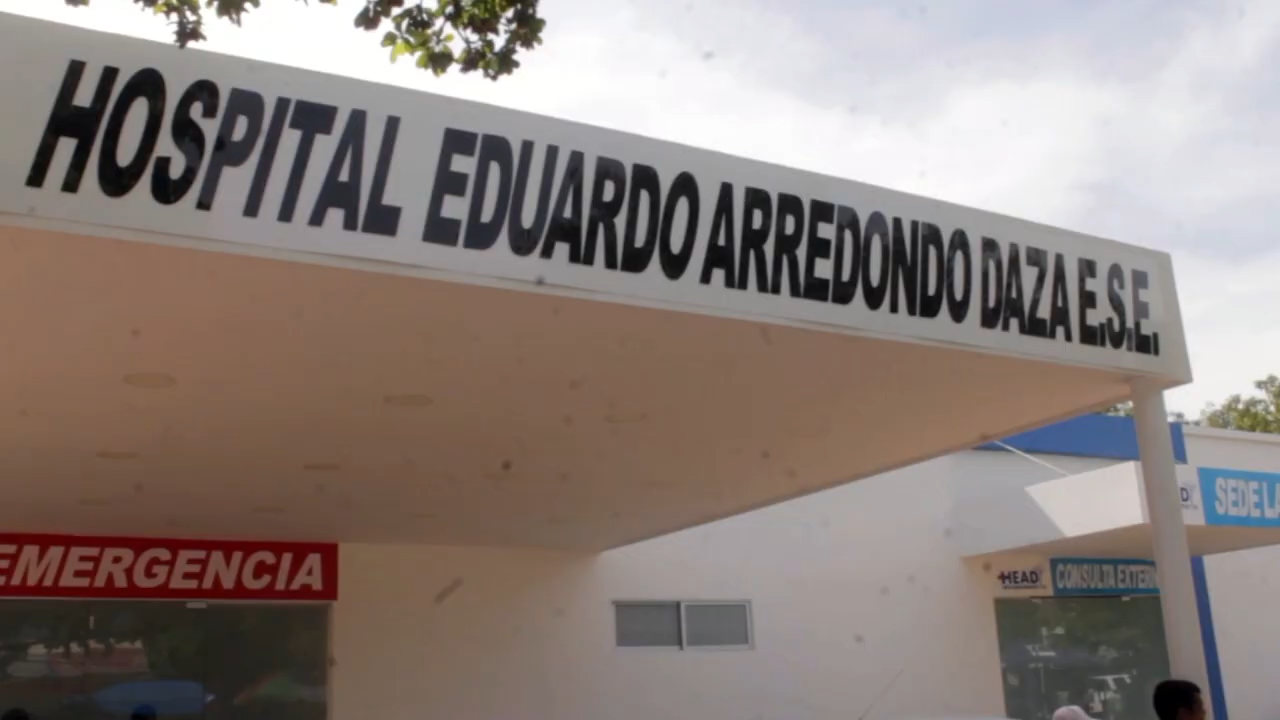 HOSPITAL EDUARDO ARREDONDO DAZA E.S.E.
SEDE LA
EMERGENCIA
HEAD
CONSULTA EXTERN